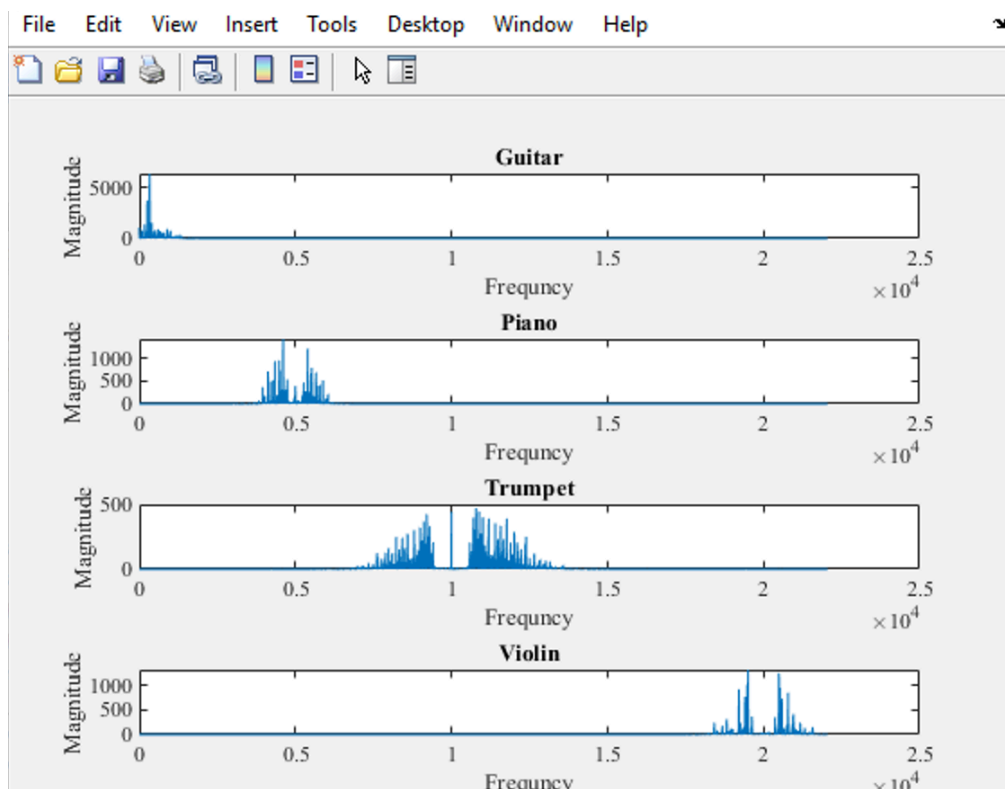 File Edit View Insert Tools Desktop Window Help
Guitar
Magnitude
5000
0
0 0.5 1 1.5 2 2.5
Frequncy
×10^4
Piano
Magnitude
1000
500
0
0 0.5 1 1.5 2 2.5
Frequncy
×10^4
Trumpet
Magnitude
500
0
0 0.5 1 1.5 2 2.5
Frequncy
×10^4
Violin
Magnitude
1000
500
0
0 0.5 1 1.5 2 2.5
Frequncy
×10^4